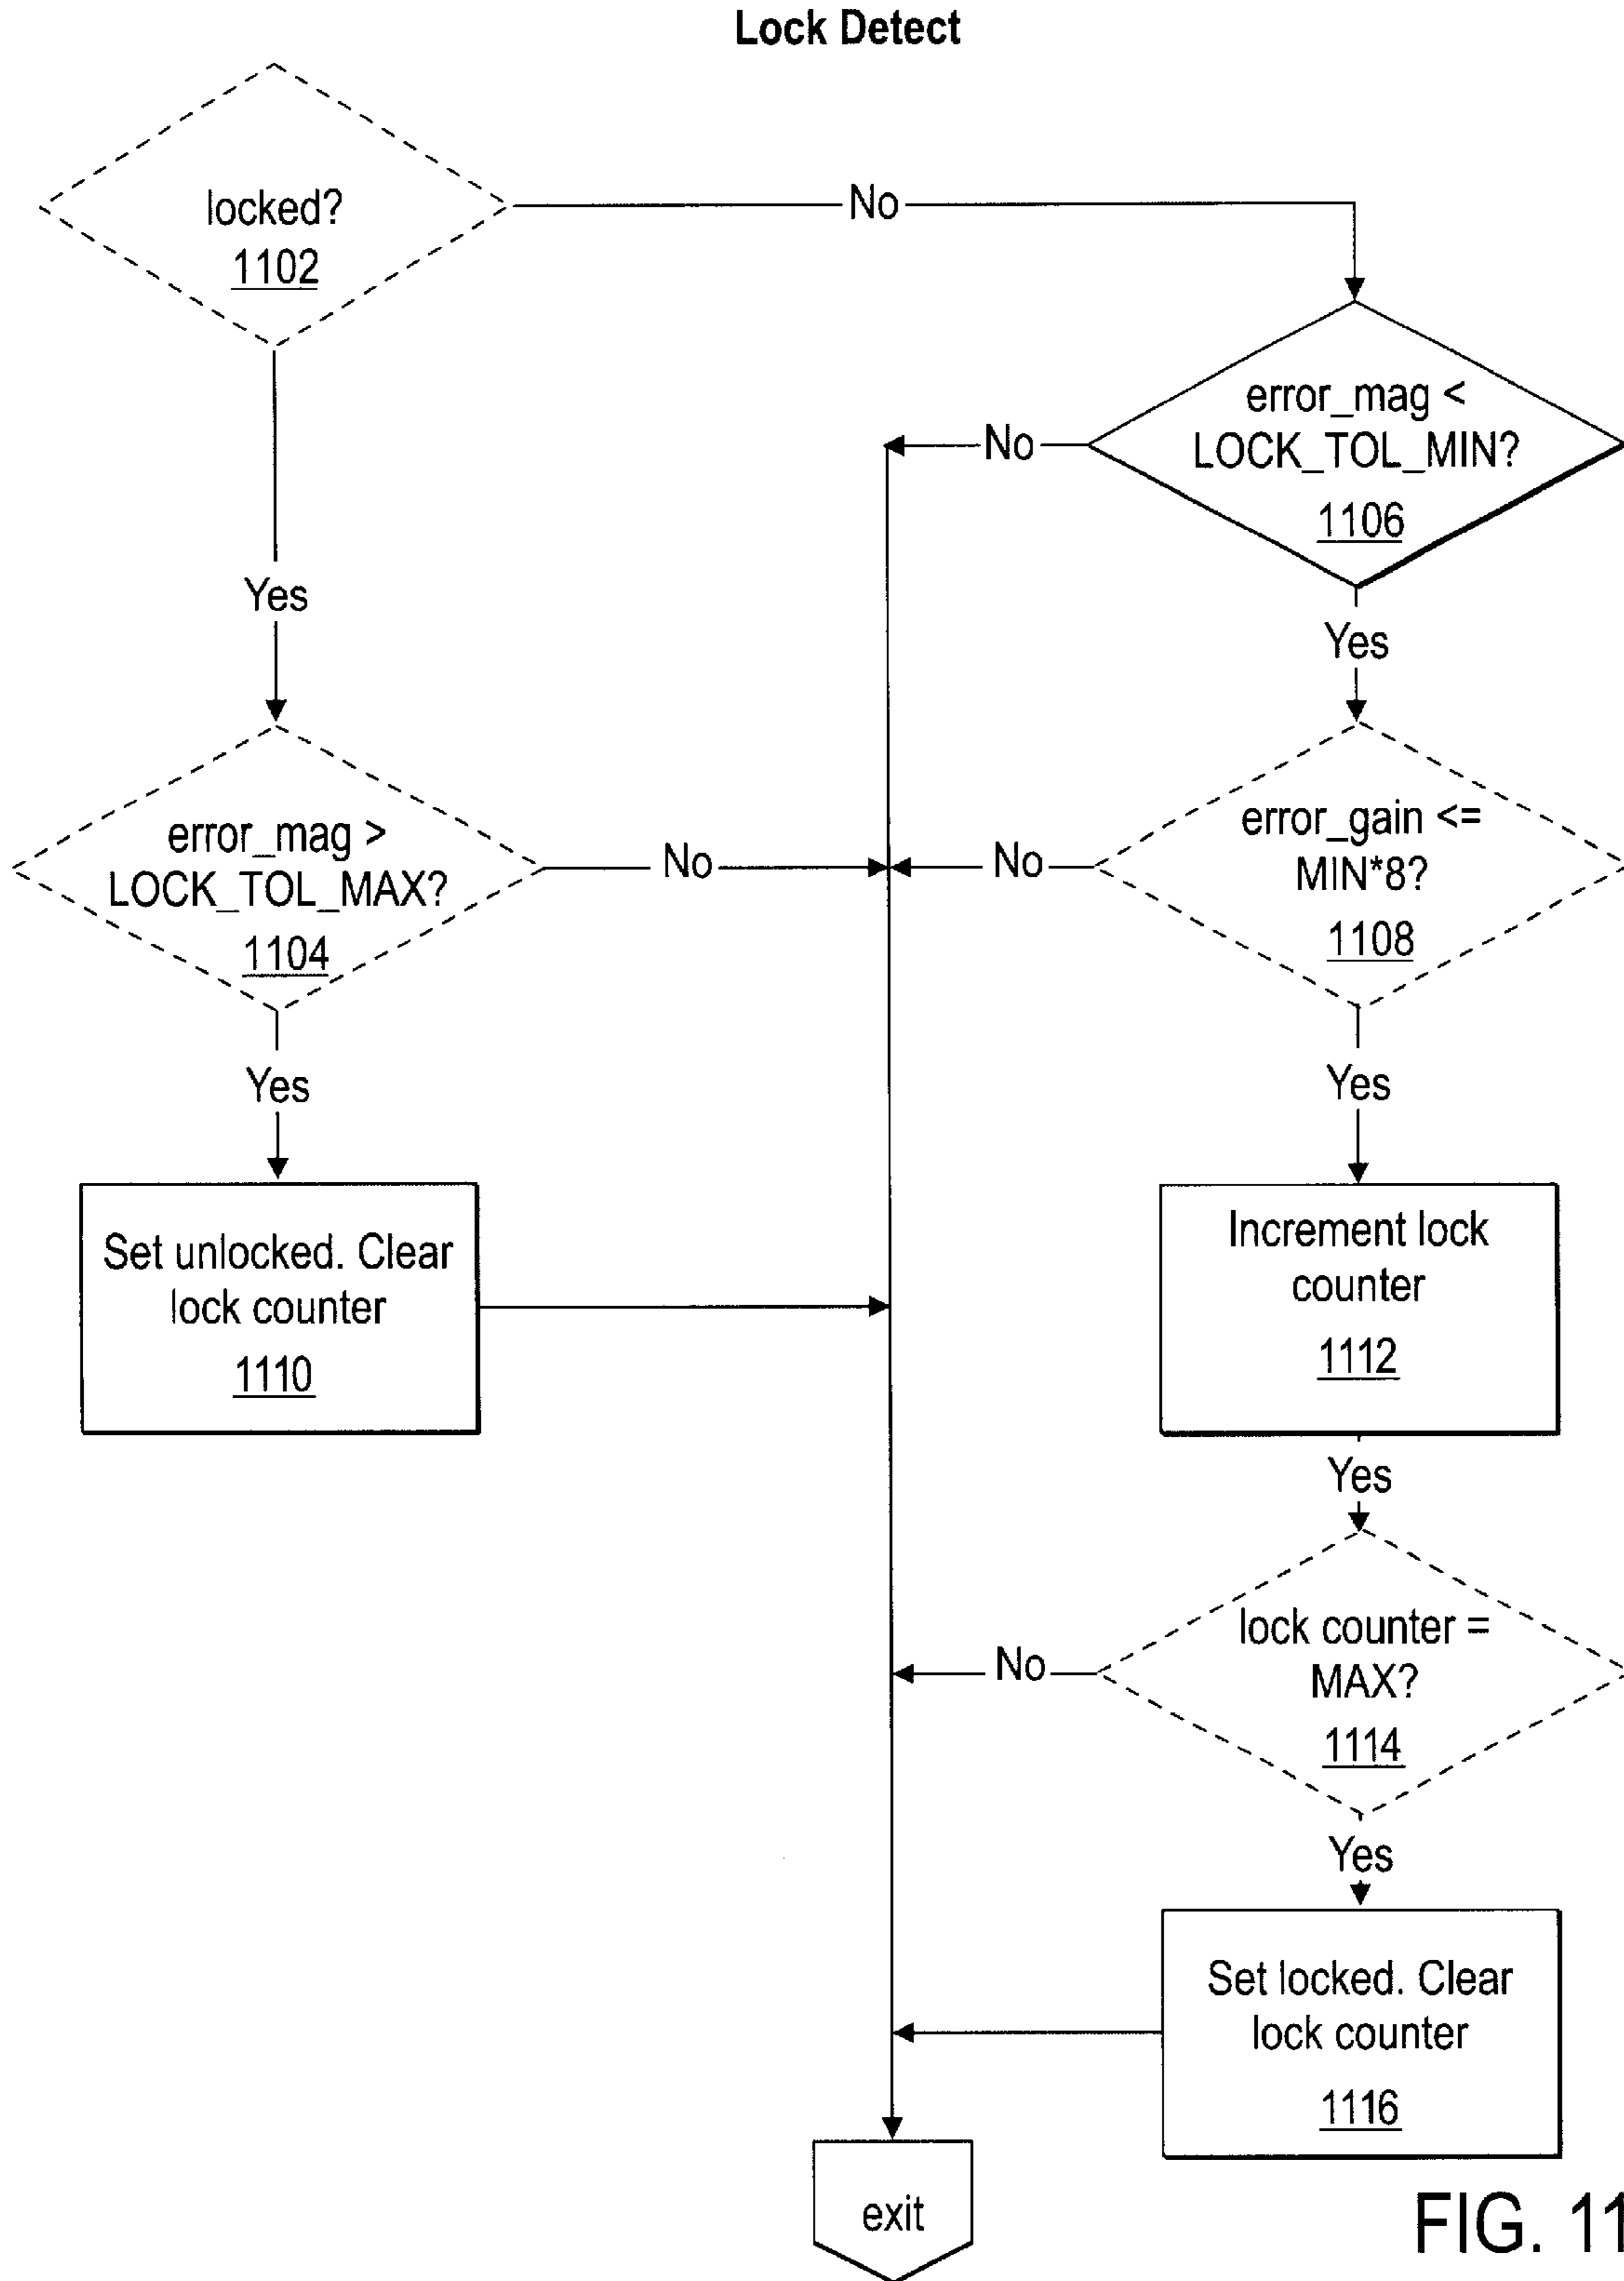 Lock Detect
locked?
1102
No
error_mag <
LOCK_TOL_MIN?
1106
No
Yes
Yes
error_mag >
LOCK_TOL_MAX?
1104
No
error_gain <=
MIN*8?
1108
No
Yes
Yes
Set unlocked. Clear
lock counter
1110
Increment lock
counter
1112
Yes
lock counter =
MAX?
1114
No
Yes
Set locked. Clear
lock counter
1116
exit
FIG. 11